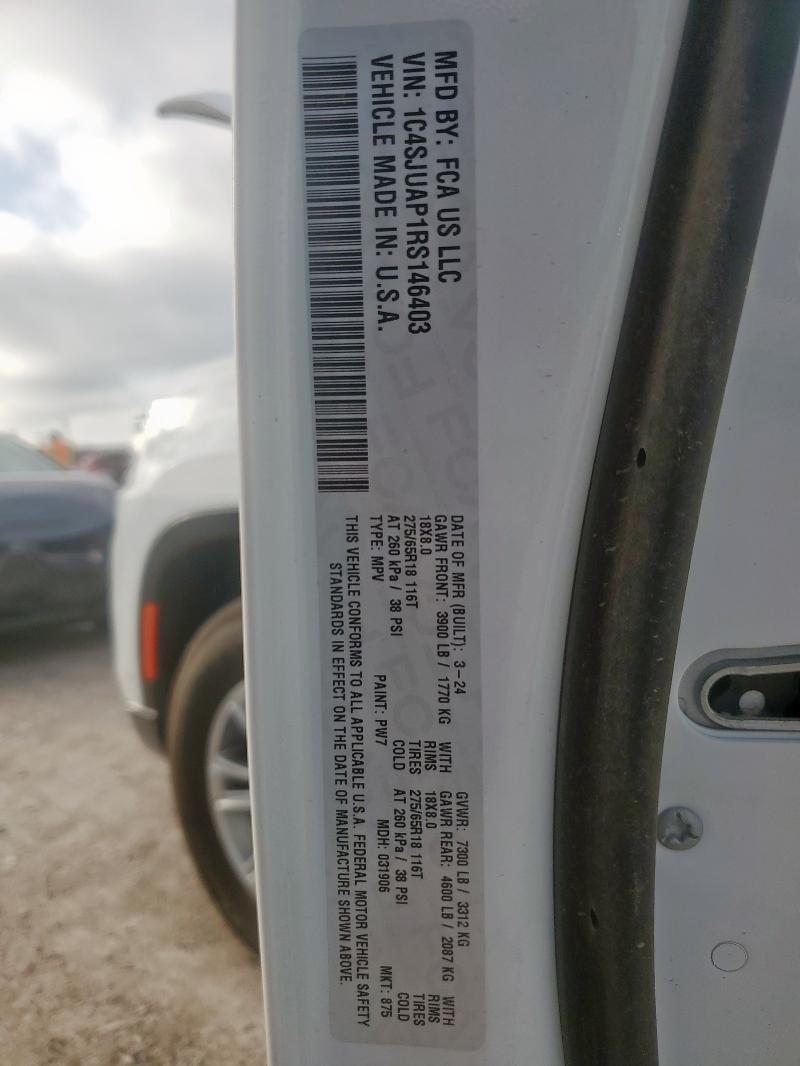 MFD BY: FCA US LLC
VIN: 1C4SJUAP1RS146403
VEHICLE MADE IN: U.S.A.
DATE OF MFR (BUILT): 3-24 GVWR: 7300 LB / 3312 KG
GAWR FRONT: 3900 LB / 1770 KG WITH GAWR REAR: 4600 LB / 2087 KG WITH
18X8.0 RIMS 18X8.0 RIMS
275/65R18 116T TIRES 275/65R18 116T TIRES
AT 260 kPa / 38 PSI COLD AT 260 kPa / 38 PSI COLD
TYPE: MPV PAINT: PW7 MDH: 031906 MKT: 875
THIS VEHICLE CONFORMS TO ALL APPLICABLE U.S.A. FEDERAL MOTOR VEHICLE SAFETY
STANDARDS IN EFFECT ON THE DATE OF MANUFACTURE SHOWN ABOVE.